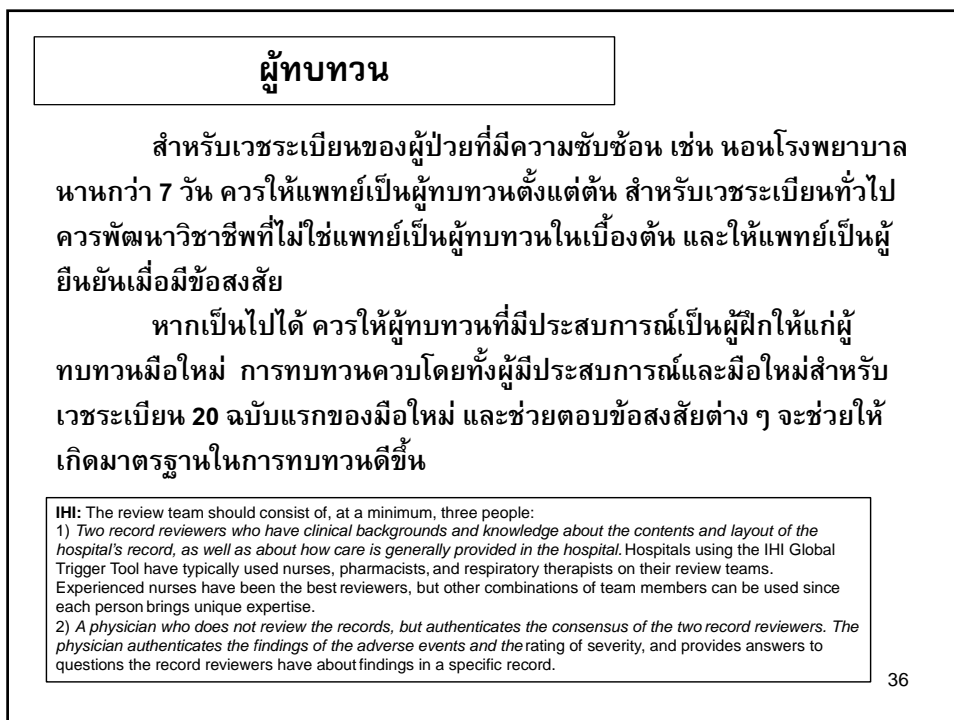 ผู้ทบทวน
สำหรับเวชระเบียนของผู้ป่วยที่มีความซับซ้อน เช่น นอนโรงพยาบาล
นานกว่า 7 วัน ควรให้แพทย์เป็นผู้ทบทวนตั้งแต่ต้น สำหรับเวชระเบียนทั่วไป
ควรพัฒนาวิชาชีพที่ไม่ใช่แพทย์เป็นผู้ทบทวนในเบื้องต้น และให้แพทย์เป็นผู้
ยืนยันเมื่อมีข้อสงสัย
หากเป็นไปได้ ควรให้ผู้ทบทวนที่มีประสบการณ์เป็นผู้ฝึกให้แก่ผู้
ทบทวนมือใหม่ การทบทวนควบโดยทั้งผู้มีประสบการณ์และมือใหม่สำหรับ
เวชระเบียน 20 ฉบับแรกของมือใหม่ และช่วยตอบข้อสงสัยต่าง ๆ จะช่วยให้
เกิดมาตรฐานในการทบทวนดีขึ้น
IHI: The review team should consist of, at a minimum, three people:
1) Two record reviewers who have clinical backgrounds and knowledge about the contents and layout of the
hospital's record, as well as about how care is generally provided in the hospital. Hospitals using the IHI Global
Trigger Tool have typically used nurses, pharmacists, and respiratory therapists on their review teams.
Experienced nurses have been the best reviewers, but other combinations of team members can be used since
each person brings unique expertise.
2) A physician who does not review the records, but authenticates the consensus of the two record reviewers. The
physician authenticates the findings of the adverse events and the rating of severity, and provides answers to
questions the record reviewers have about findings in a specific record.
36